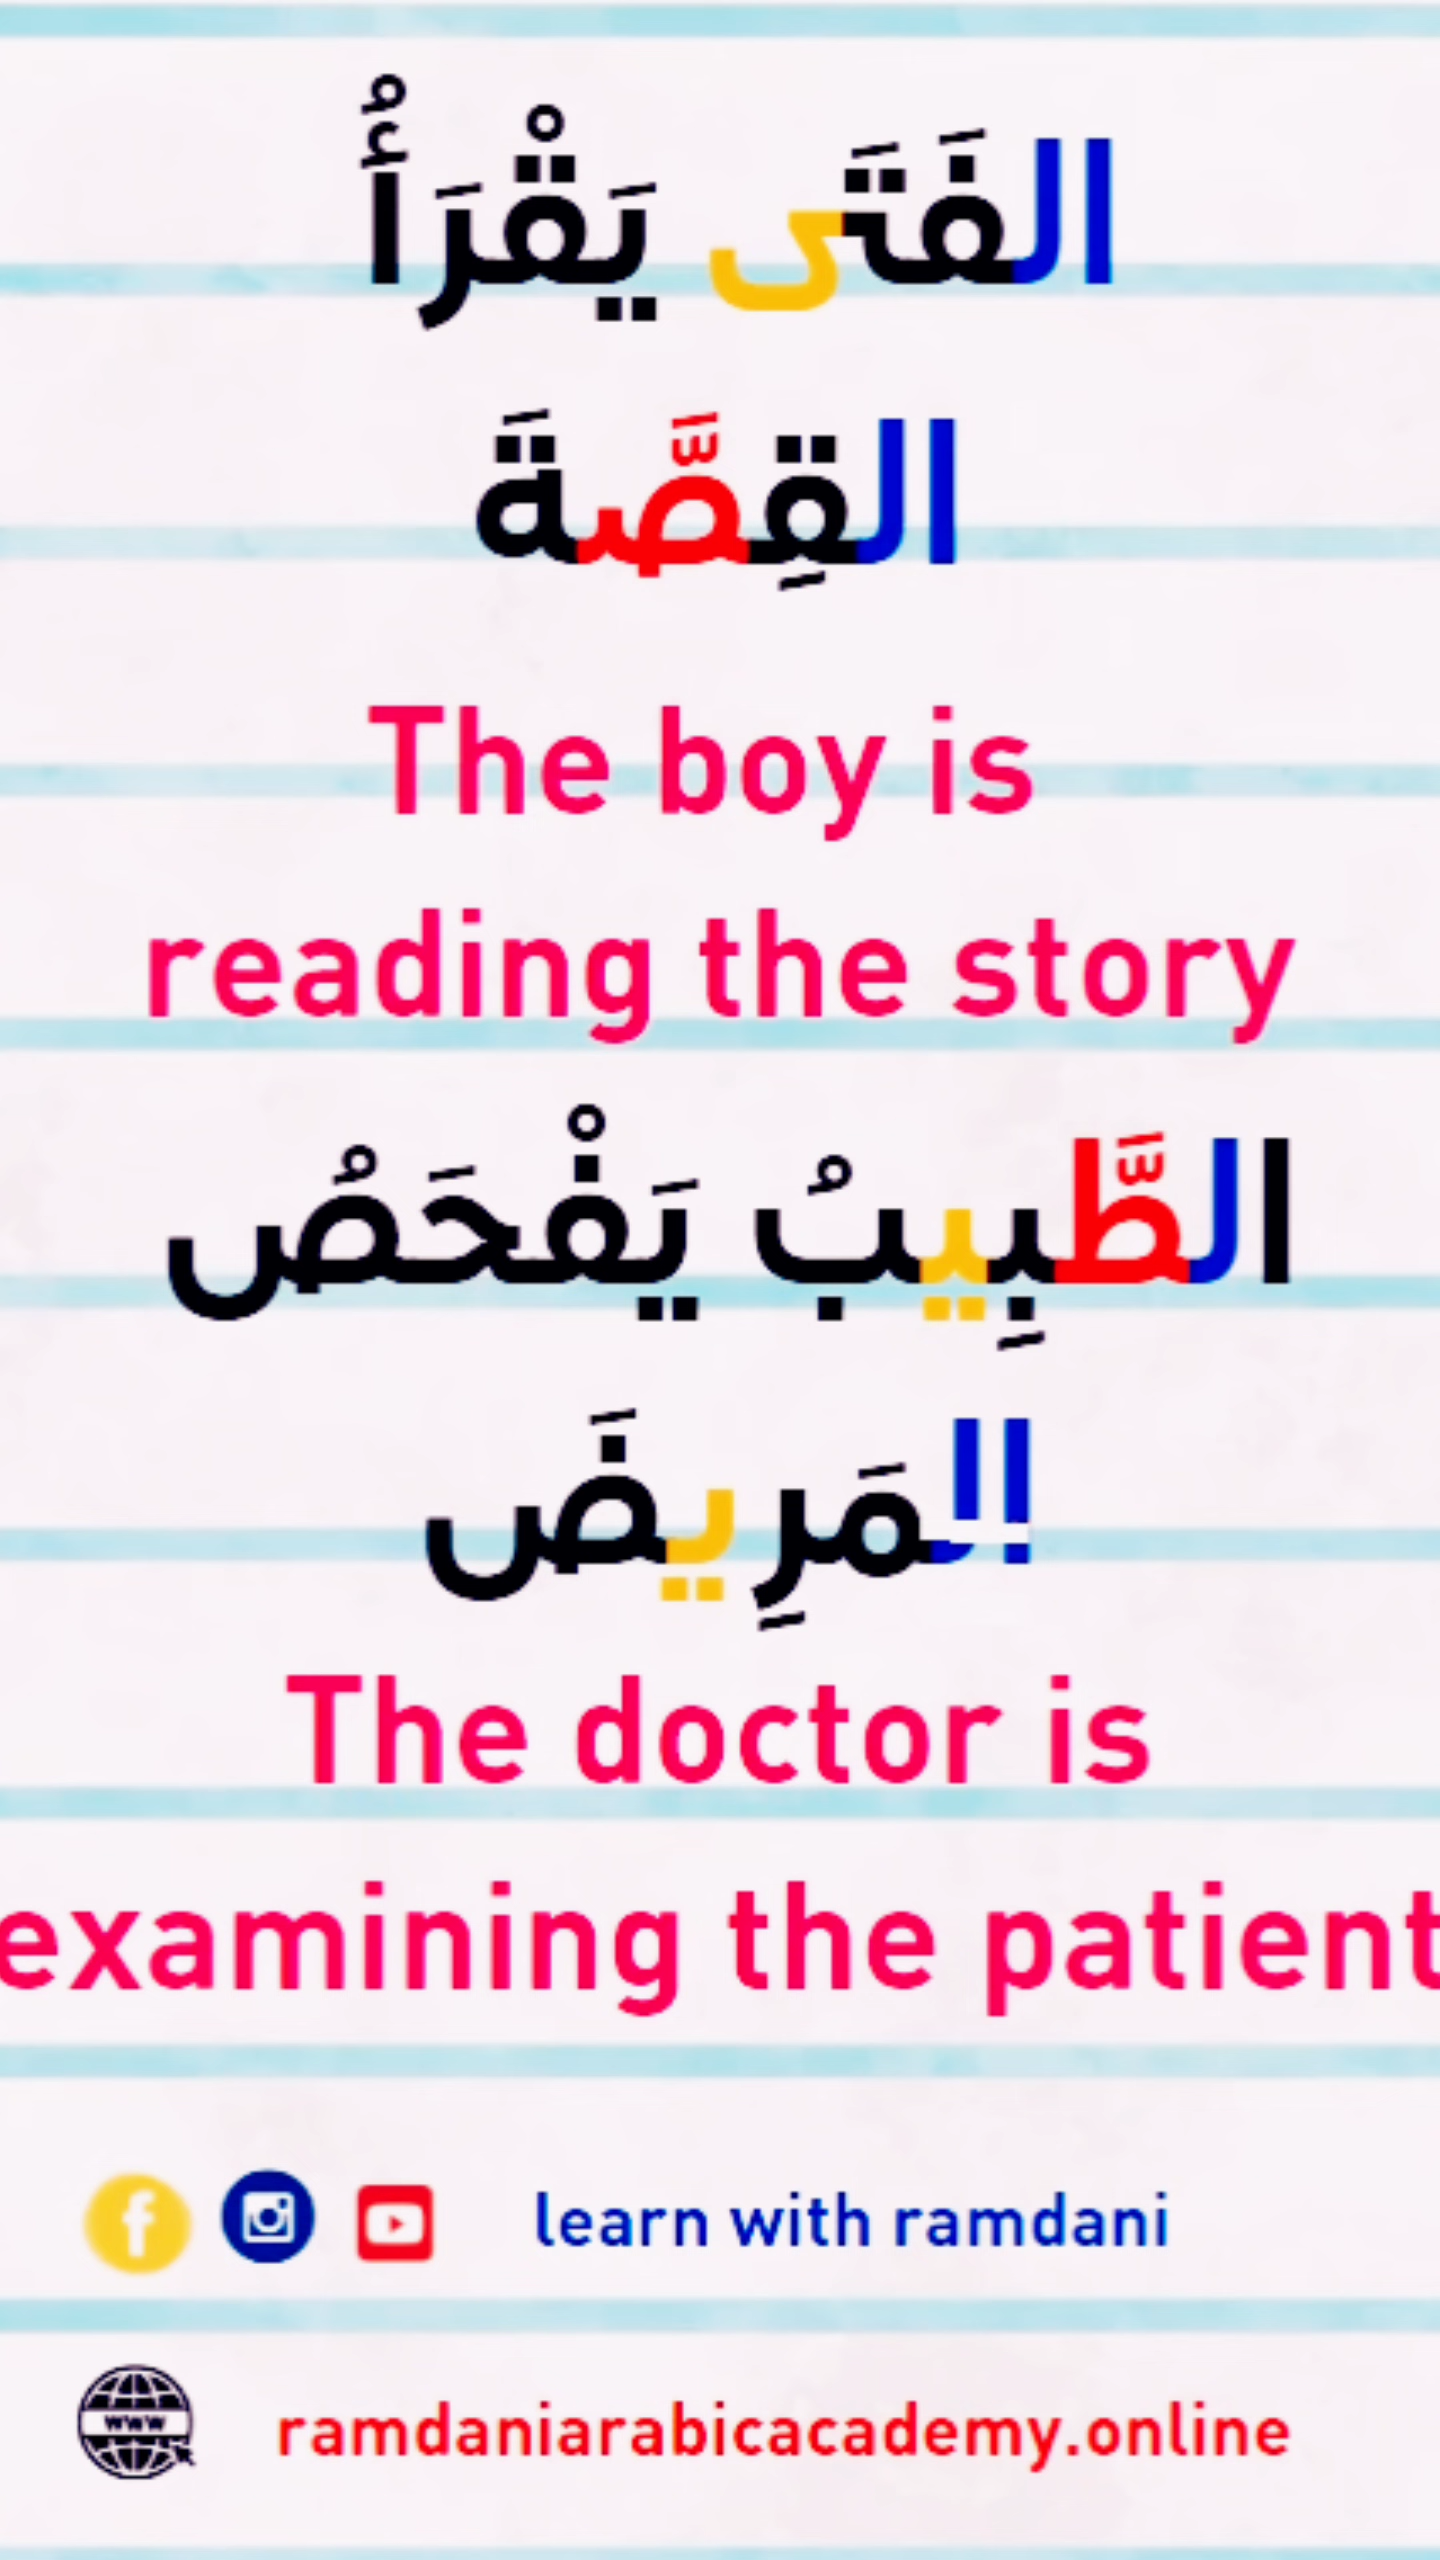 الفَتَى يَقْرَأُ
القِصَّةَ
The boy is
reading the story
الطَّبِيبُ يَفْحَصُ
المَرِيضَ
The doctor is
examining the patient
learn with ramdani
www
ramdaniarabicacademy.online